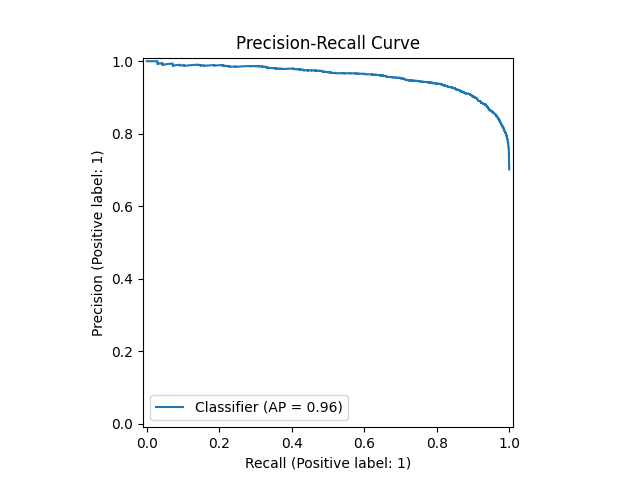 Precision-Recall Curve
1.0
0.8
0.6
0.4
0.2
0.0
Precision (Positive label: 1)
Classifier (AP = 0.96)
0.0 0.2 0.4 0.6 0.8 1.0
Recall (Positive label: 1)